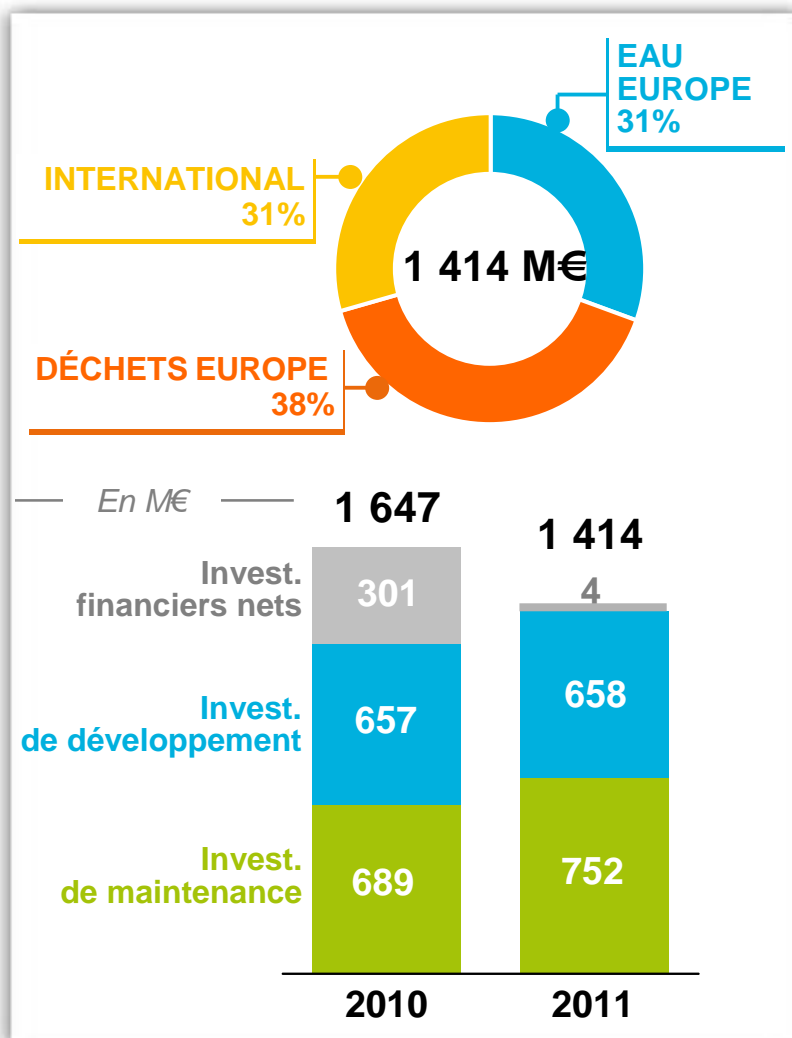 EAU
EUROPE
31%
INTERNATIONAL
31%
1 414 M€
DÉCHETS EUROPE
38%
En M€
1 647
1 414
Invest.
financiers nets
301
4
Invest.
de développement
657
658
Invest.
de maintenance
689
752
2010
2011